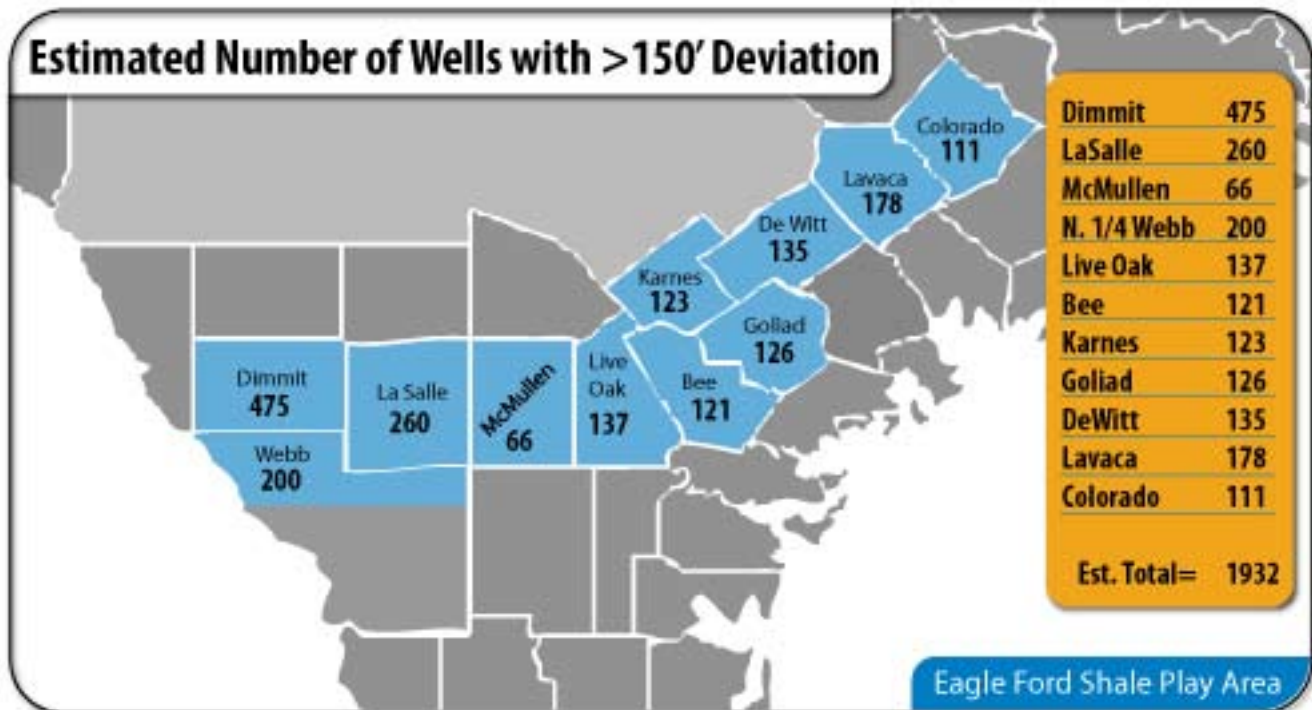 Estimated Number of Wells with >150' Deviation
Colorado
111
Lavaca
178
De Witt
135
Karnes
123
Goliad
126
Dimmit
475
La Salle
260
McMullen
66
Live
Oak
137
Bee
121
Webb
200
Dimmit 475
LaSalle 260
McMullen 66
N. 1/4 Webb 200
Live Oak 137
Bee 121
Karnes 123
Goliad 126
DeWitt 135
Lavaca 178
Colorado 111
Est. Total= 1932
Eagle Ford Shale Play Area